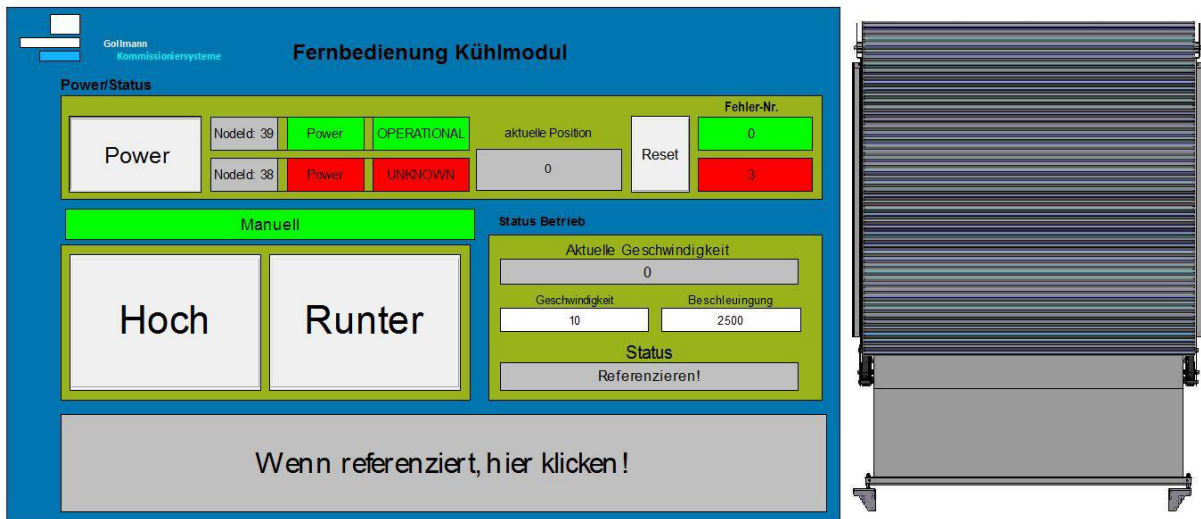 Gollmann
Kommissioniersysteme
Fernbedienung Kühlmodul
Power/Status
Fehler-Nr.
Power
NodeId: 39
Power
OPERATIONAL
aktuelle Position
Reset
0
NodeId: 38
Power
UNKNOWN
0
3
Manuell
Status Betrieb
Hoch
Runter
Aktuelle Geschwindigkeit
0
Geschwindigkeit
Beschleuingung
10
2500
Status
Referenzieren!
Wenn referenziert, hier klicken!